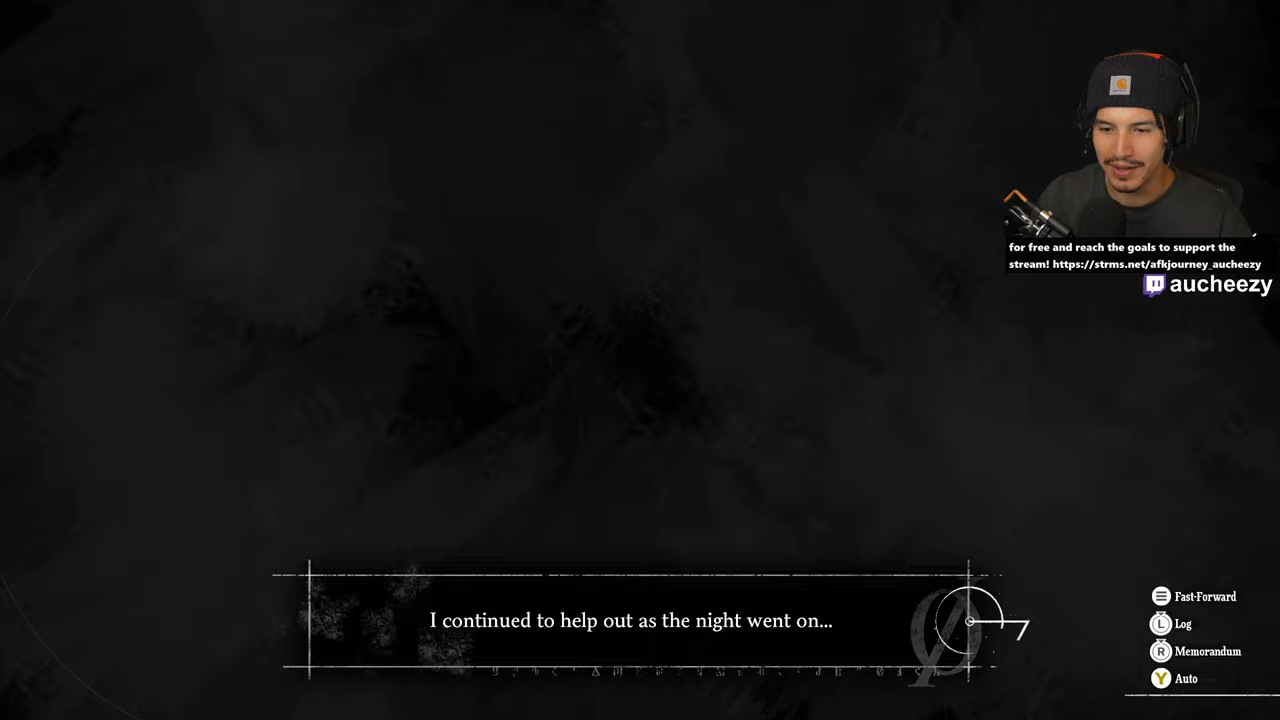 for free and reach the goals to support the
stream! https://strms.net/afkjourney_aucheezy
aucheezy
I continued to help out as the night went on...
Fast-Forward
L Log
R Memorandum
Y Auto